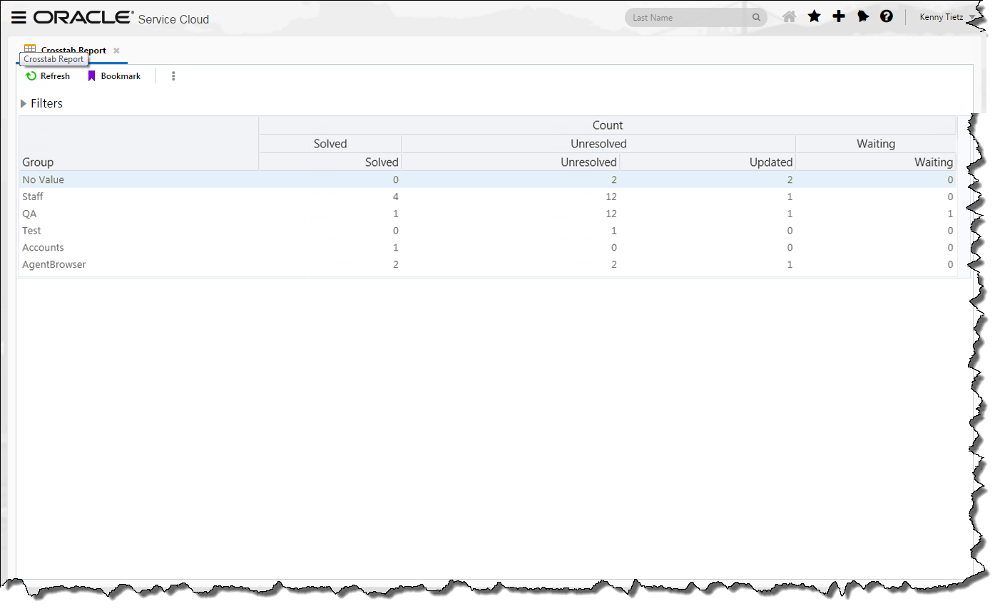 ORACLE® Service Cloud
Last Name
Kenny Tietz
Crosstab Report
Crosstab Report
Refresh Bookmark
Filters
Count
Solved Unresolved Waiting
Group Solved Unresolved Updated Waiting
No Value 0 2 2 0
Staff 4 12 1 0
QA 1 12 1 1
Test 0 1 0 0
Accounts 1 0 0 0
AgentBrowser 2 2 1 0